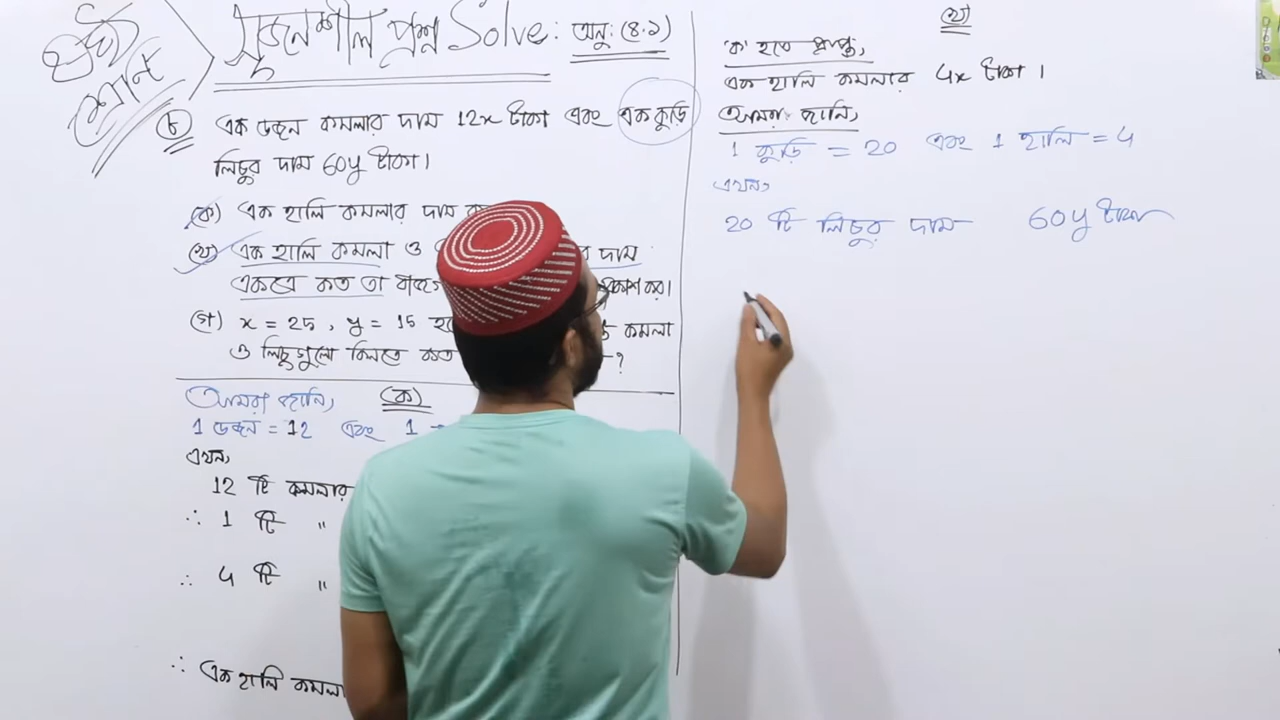 ষষ্ঠ শ্রেণি
সৃজনশীল প্রশ্ন Solve: অনু: (৪.১)
৮ এক ডজন কমলার দাম 12x টাকা এবং এক কুড়ি
লিচুর দাম 60y টাকা।
(ক) এক হালি কমলার দাম
(খ) এক হালি কমলা ও দাম
একত্রে কত তা প্রকাশ কর।
(গ) x = 25, y = 15 কমলা
ও লিচুগুলো কিনতে কত ?
(ক)
আমরা জানি,
1 ডজন = 12 এবং 1
এখন,
12 টি কমলার
∴ 1 টি "
∴ 4 টি "
∴ এক হালি কমলা
(খ)
'ক' হতে প্রাপ্ত,
এক হালি কমলার 4x টাকা।
আমরা জানি,
1 কুড়ি = 20 এবং 1 হালি = 4
এখন,
20 টি লিচুর দাম 60y টাকা